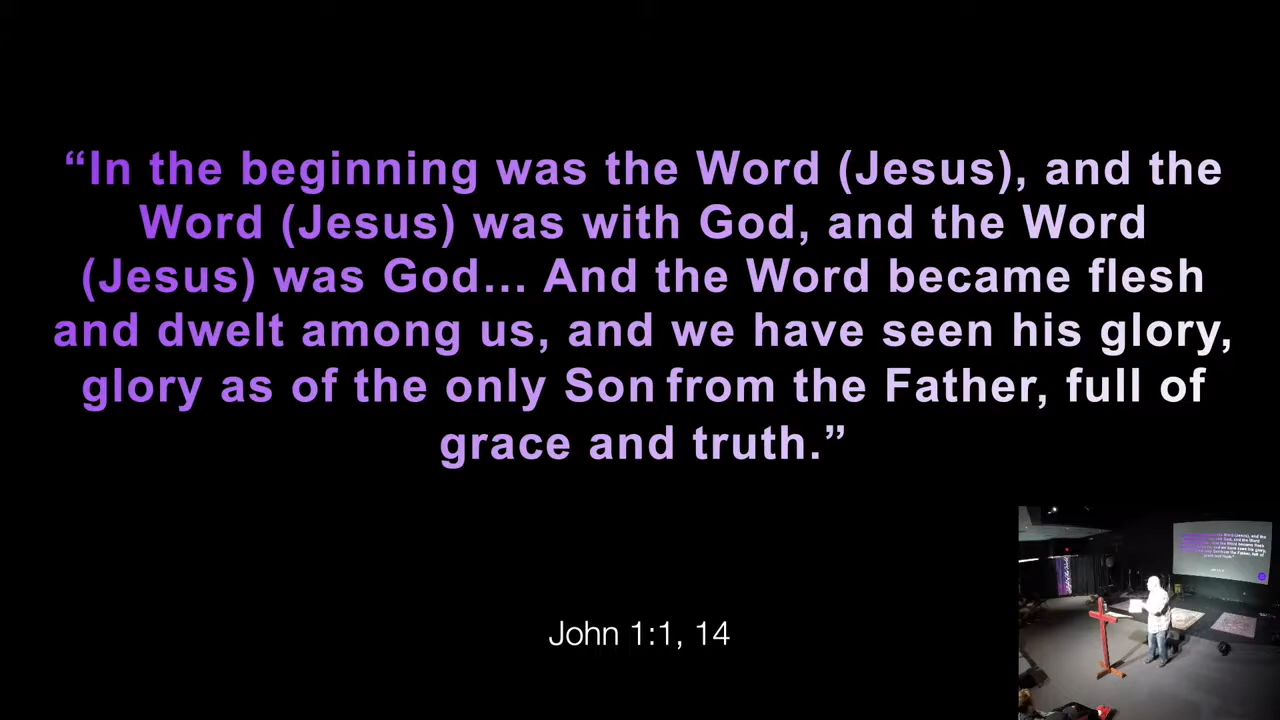 “In the beginning was the Word (Jesus), and the
Word (Jesus) was with God, and the Word
(Jesus) was God... And the Word became flesh
and dwelt among us, and we have seen his glory,
glory as of the only Son from the Father, full of
grace and truth.”
John 1:1, 14